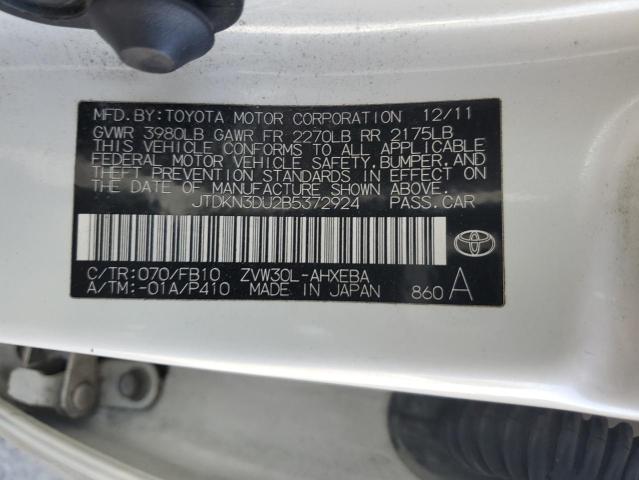 MFD.BY:TOYOTA MOTOR CORPORATION 12/11
GVWR 3980LB GAWR FR 2270LB RR 2175LB
THIS VEHICLE CONFORMS TO ALL APPLICABLE
FEDERAL MOTOR VEHICLE SAFETY,BUMPER,AND
THEFT PREVENTION STANDARDS IN EFFECT ON
THE DATE OF MANUFACTURE SHOWN ABOVE.
JTDKN3DU2B5372924 PASS.CAR
C/TR:070/FB10 ZVW30L-AHXEBA
A/TM:-01A/P410 MADE IN JAPAN 860 A